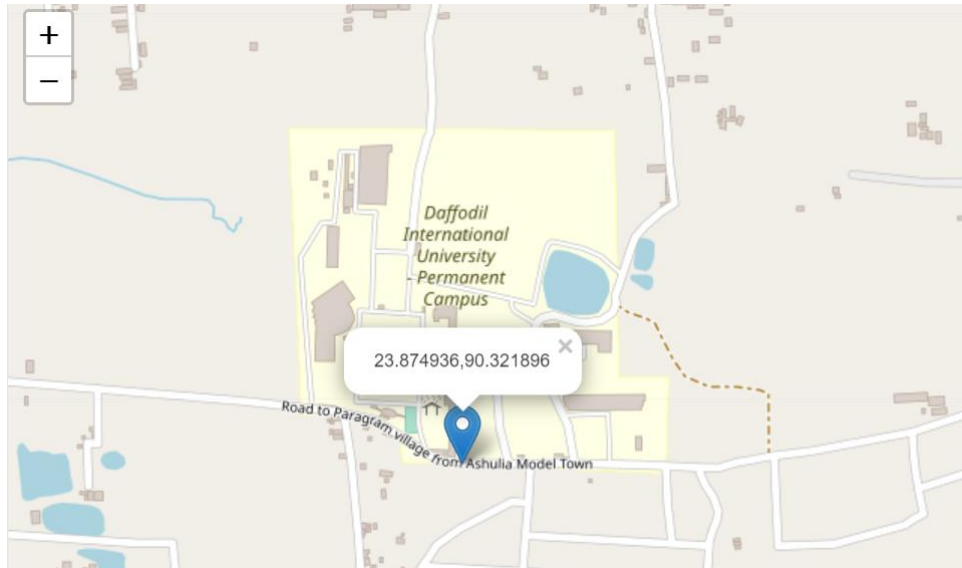 +
−
Daffodil
International
University
- Permanent
Campus
23.874936,90.321896
×
Road to Paragram village from Ashulia Model Town